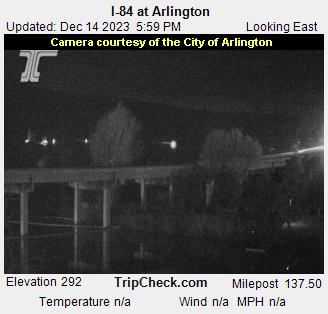 I-84 at Arlington
Updated: Dec 14 2023 5:59 PM Looking East
Camera courtesy of the City of Arlington
Elevation 292 TripCheck.com Milepost 137.50
Temperature n/a Wind n/a MPH n/a